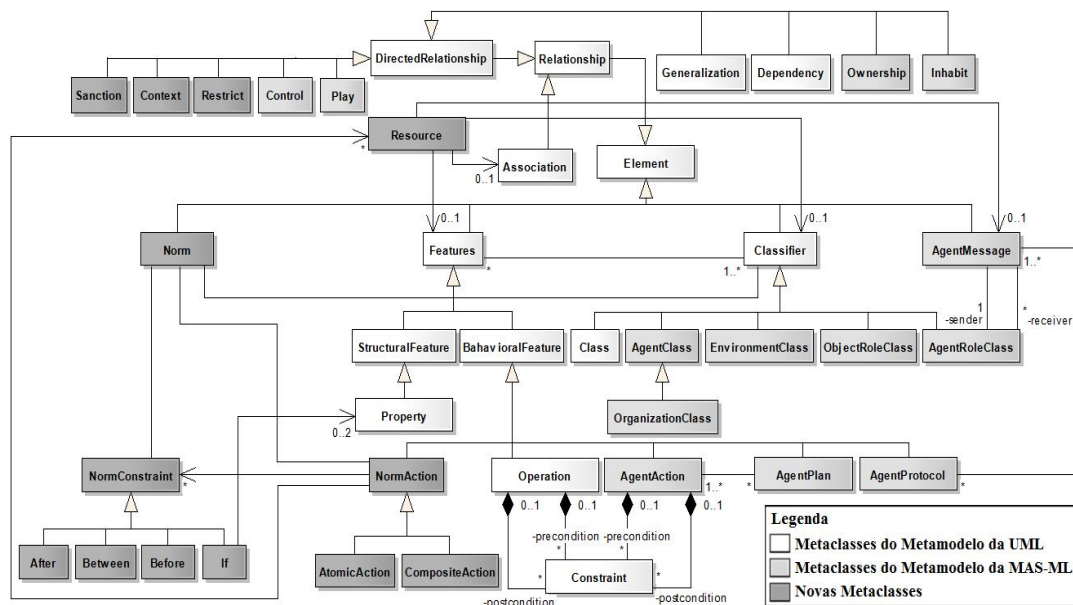 DirectedRelationship
Relationship
Generalization
Dependency
Ownership
Inhabit
Sanction
Context
Restrict
Control
Play
Resource
*
Association
0..1
Element
0..1
0..1
0..1
Norm
Features
Classifier
AgentMessage
*
1..*
1..*
1
-sender
*
-receiver
StructuralFeature
BahavioralFeature
Class
AgentClass
EnvironmentClass
ObjectRoleClass
AgentRoleClass
Property
0..2
OrganizationClass
NormConstraint
*
NormAction
Operation
AgentAction
1..*
*
AgentPlan
AgentProtocol
*
0..1
0..1
0..1
0..1
-precondition
*
-precondition
*
After
Between
Before
If
AtomicAction
CompositeAction
*
Constraint
*
-postcondition
-postcondition
Legenda
Metaclasses do Metamodelo da UML
Metaclasses do Metamodelo da MAS-ML
Novas Metaclasses